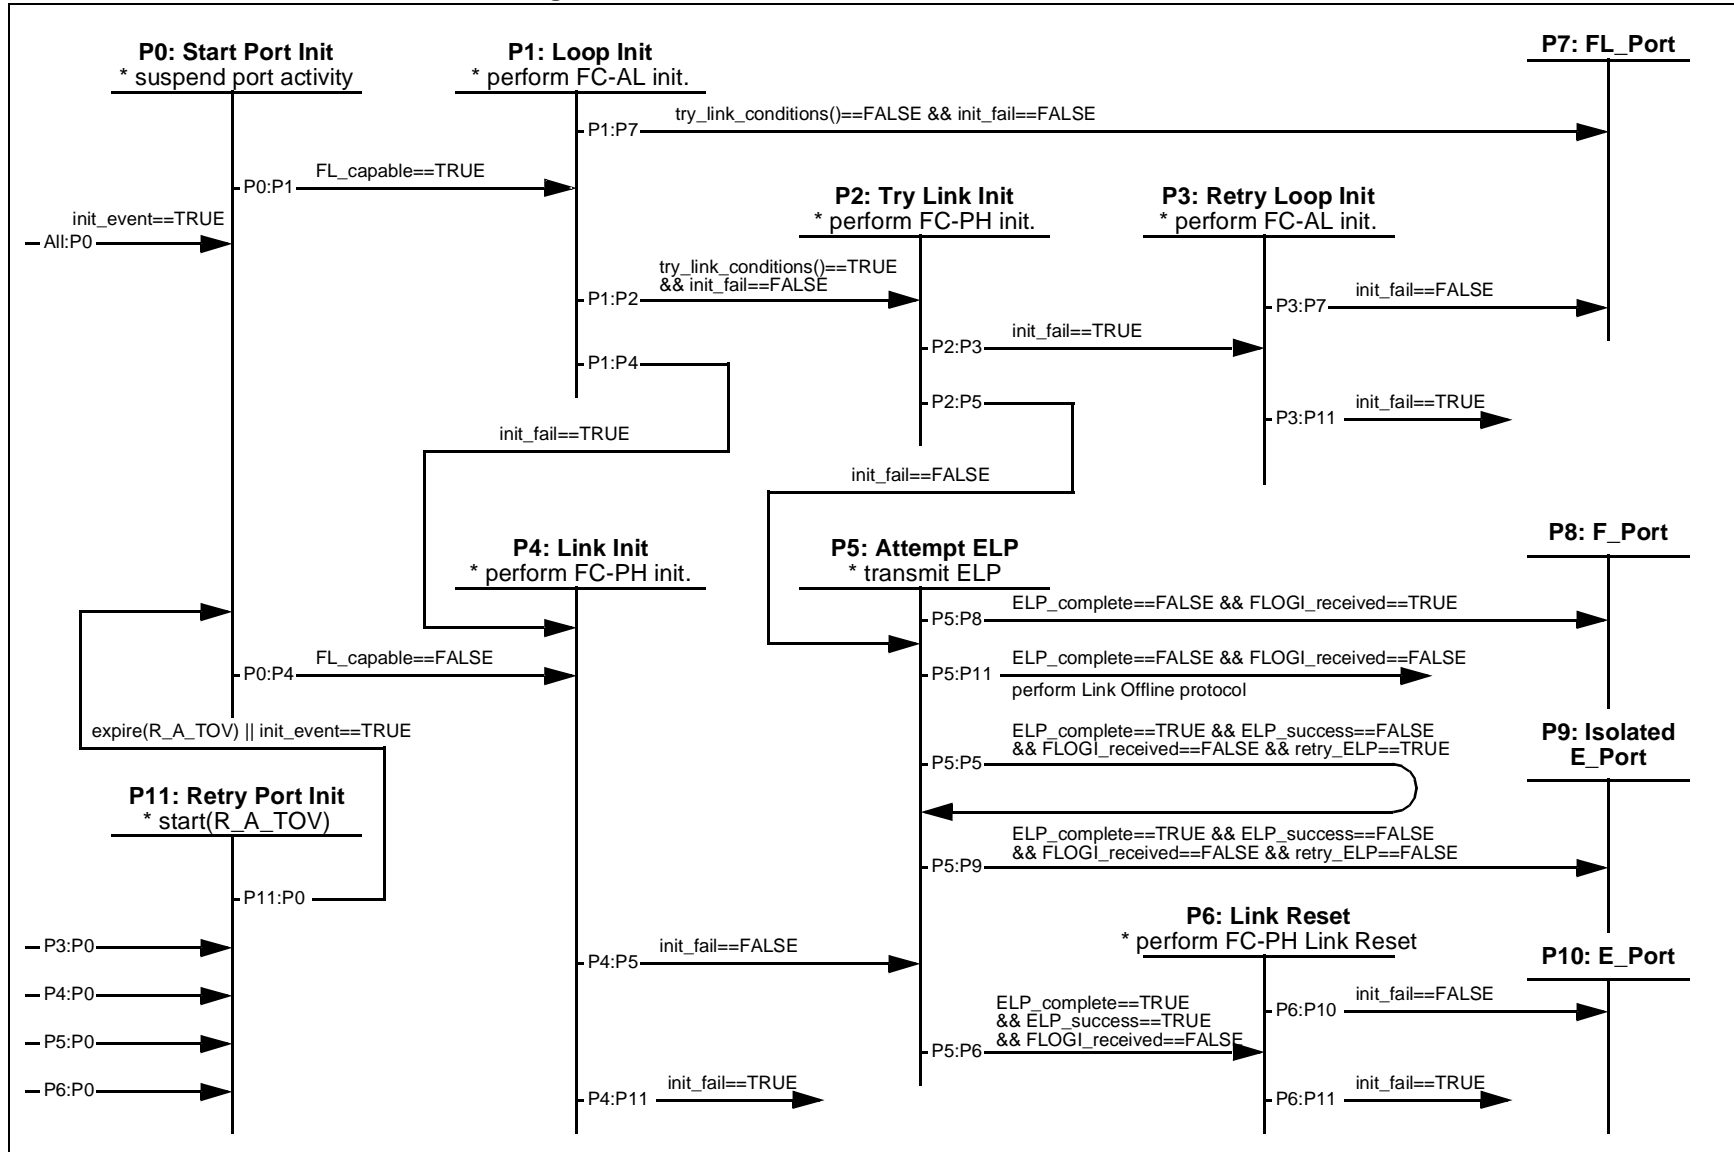 P0: Start Port Init
* suspend port activity
P1: Loop Init
* perform FC-AL init.
P7: FL_Port
try_link_conditions()==FALSE && init_fail==FALSE
P1:P7
FL_capable==TRUE
P0:P1
init_event==TRUE
All:P0
P2: Try Link Init
* perform FC-PH init.
P3: Retry Loop Init
* perform FC-AL init.
try_link_conditions()==TRUE
&& init_fail==FALSE
P1:P2
init_fail==FALSE
P3:P7
init_fail==TRUE
P2:P3
P1:P4
P2:P5
init_fail==TRUE
P3:P11
init_fail==TRUE
init_fail==FALSE
P4: Link Init
* perform FC-PH init.
P5: Attempt ELP
* transmit ELP
P8: F_Port
ELP_complete==FALSE && FLOGI_received==TRUE
P5:P8
FL_capable==FALSE
P0:P4
ELP_complete==FALSE && FLOGI_received==FALSE
P5:P11
perform Link Offline protocol
expire(R_A_TOV) || init_event==TRUE
ELP_complete==TRUE && ELP_success==FALSE
&& FLOGI_received==FALSE && retry_ELP==TRUE
P5:P5
P9: Isolated
E_Port
P11: Retry Port Init
* start(R_A_TOV)
ELP_complete==TRUE && ELP_success==FALSE
&& FLOGI_received==FALSE && retry_ELP==FALSE
P5:P9
P11:P0
P6: Link Reset
* perform FC-PH Link Reset
P10: E_Port
P3:P0
init_fail==FALSE
P4:P5
P4:P0
ELP_complete==TRUE
&& ELP_success==TRUE
&& FLOGI_received==FALSE
P5:P6
init_fail==FALSE
P6:P10
P5:P0
P6:P0
init_fail==TRUE
P4:P11
init_fail==TRUE
P6:P11